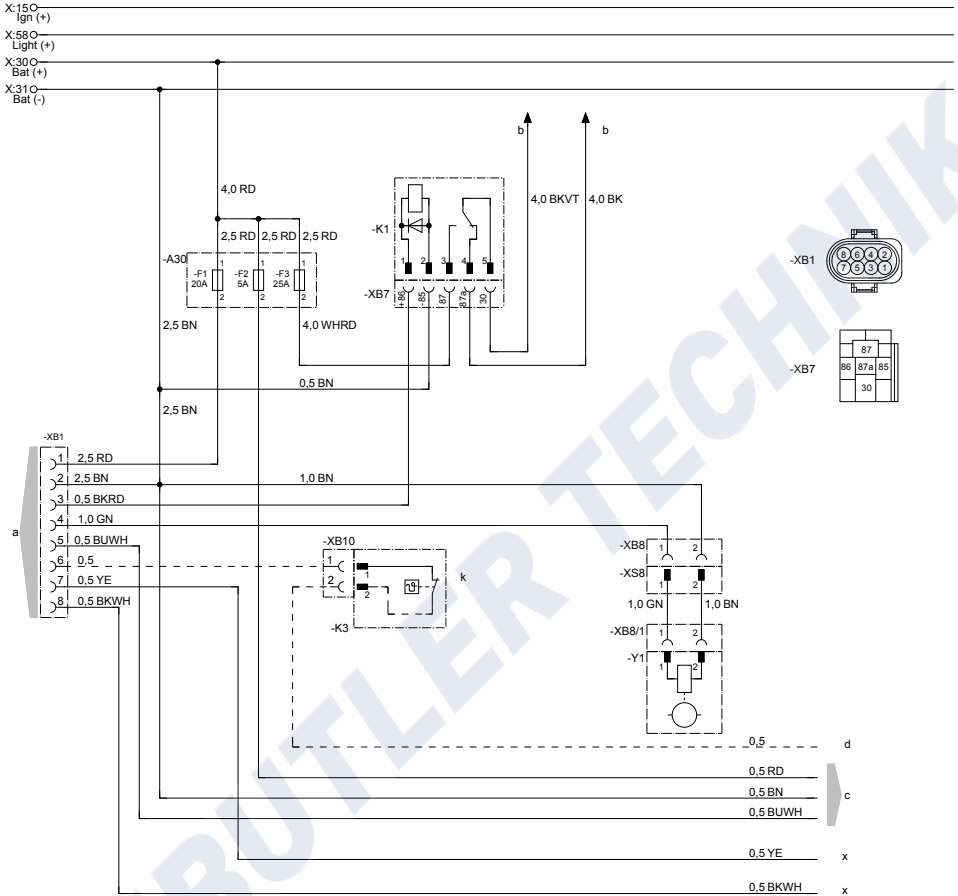 X:15
Ign (+)
X:58
Light (+)
X:30
Bat (+)
X:31
Bat (-)
b
b
4,0 RD
4,0 BKVT
4,0 BK
-K1
2,5 RD
2,5 RD
2,5 RD
-A30
-F1
20A
1
2
-F2
5A
1
2
-F3
25A
1
2
1
2
3
4
5
-XB7
+86
-85
87
87a
30
-XB1
8
6
4
2
7
5
3
1
-XB7
87
86
87a
85
30
2,5 BN
4,0 WHRD
0,5 BN
2,5 BN
-XB1
a
1
2,5 RD
2
2,5 BN
1,0 BN
3
0,5 BKRD
4
1,0 GN
5
0,5 BUWH
6
0,5
7
0,5 YE
8
0,5 BKWH
-XB10
1
2
1
2
k
-K3
-XB8
1
2
-XS8
1
2
1,0 GN
1,0 BN
-XB8/1
1
2
-Y1
1
2
0,5
d
0,5 RD
0,5 BN
c
0,5 BUWH
0,5 YE
x
0,5 BKWH
x
BUTLER TECHNIK